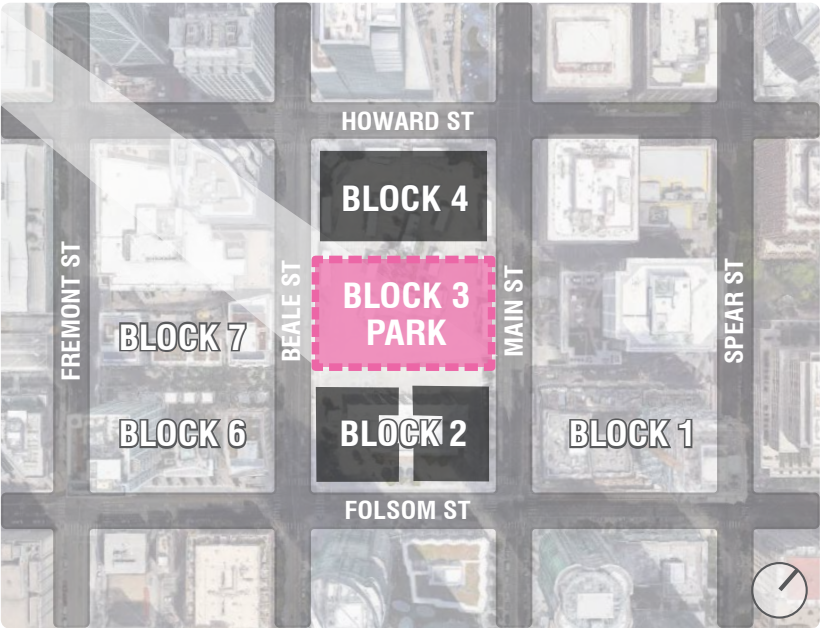 HOWARD ST
BLOCK 4
FREMONT ST
BEALE ST
BLOCK 3
PARK
MAIN ST
SPEAR ST
BLOCK 7
BLOCK 6
BLOCK 2
BLOCK 1
FOLSOM ST